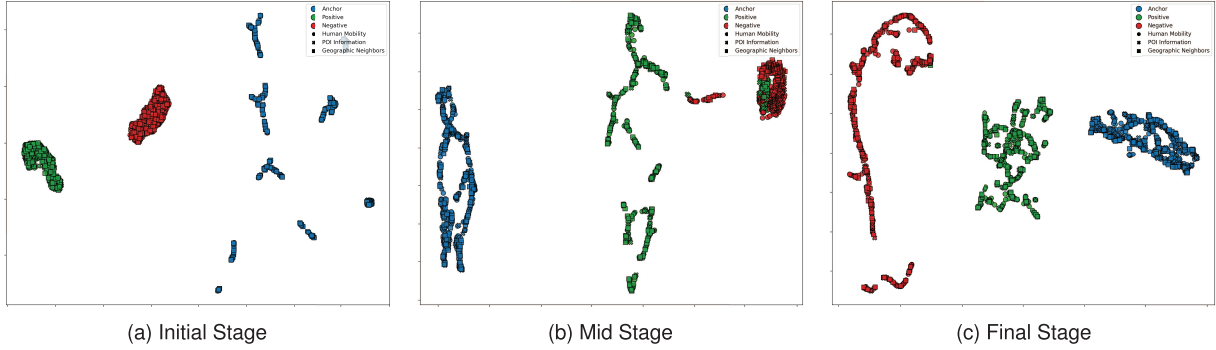 Anchor
Positive
Negative
Human Mobility
POI Information
Geographic Neighbors
Anchor
Positive
Negative
Human Mobility
POI Information
Geographic Neighbors
Anchor
Positive
Negative
Human Mobility
POI Information
Geographic Neighbors
(a) Initial Stage
(b) Mid Stage
(c) Final Stage